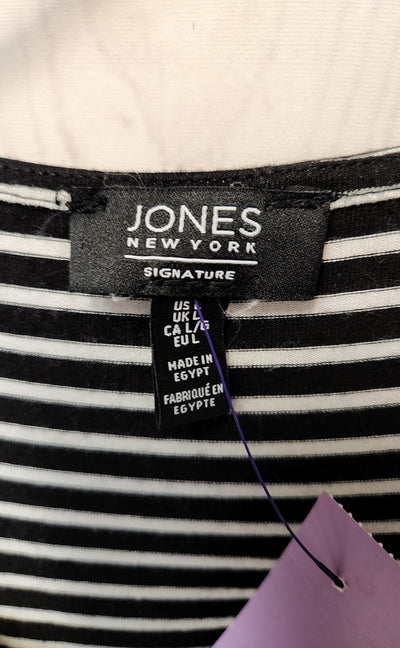 JONES
NEW YORK
SIGNATURE
US L
UK L
CA L/G
EU L
MADE IN
EGYPT
FABRIQUÉ EN
EGYPTE